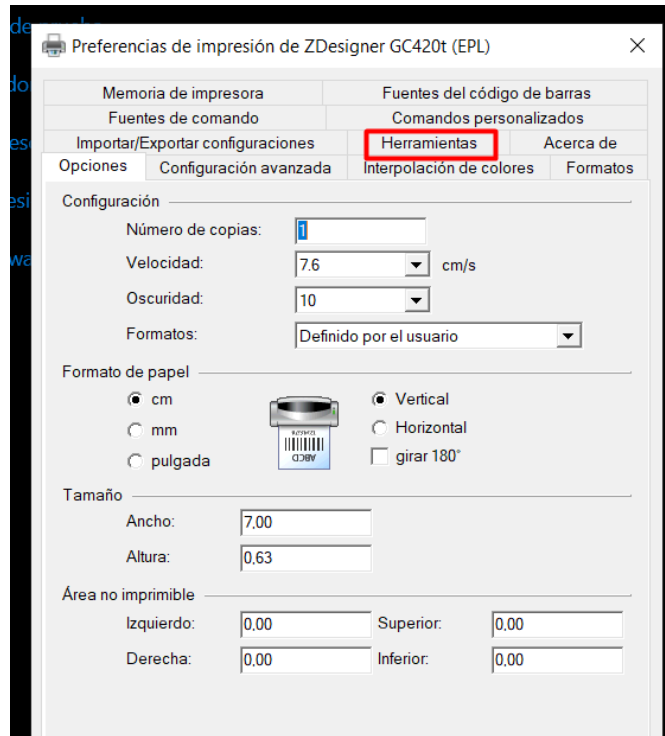 Preferencias de impresión de ZDesigner GC420t (EPL)
Memoria de impresora Fuentes del código de barras
Fuentes de comando Comandos personalizados
Importar/Exportar configuraciones Herramientas Acerca de
Opciones Configuración avanzada Interpolación de colores Formatos
Configuración
Número de copias: 1
Velocidad: 7.6 cm/s
Oscuridad: 10
Formatos: Definido por el usuario
Formato de papel
cm Vertical
mm Horizontal
pulgada girar 180°
ABCD
Tamaño
Ancho: 7,00
Altura: 0,63
Área no imprimible
Izquierdo: 0,00 Superior: 0,00
Derecha: 0,00 Inferior: 0,00